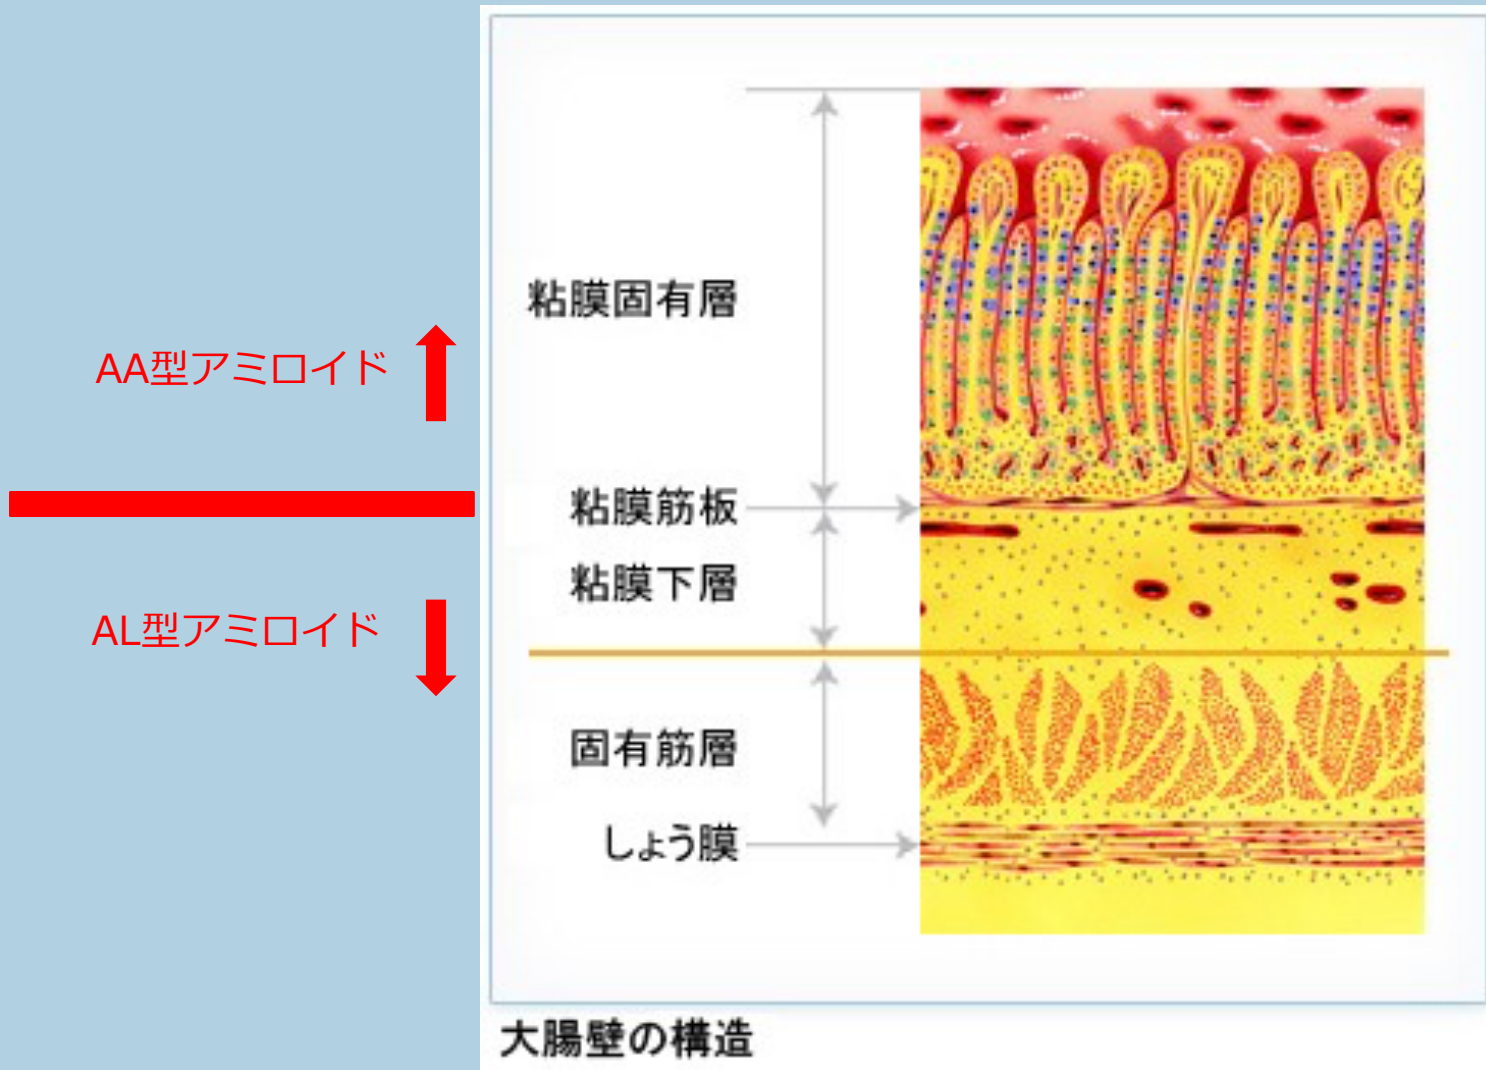 粘膜固有層
AA型アミロイド
粘膜筋板
粘膜下層
AL型アミロイド
固有筋層
しょう膜
大腸壁の構造